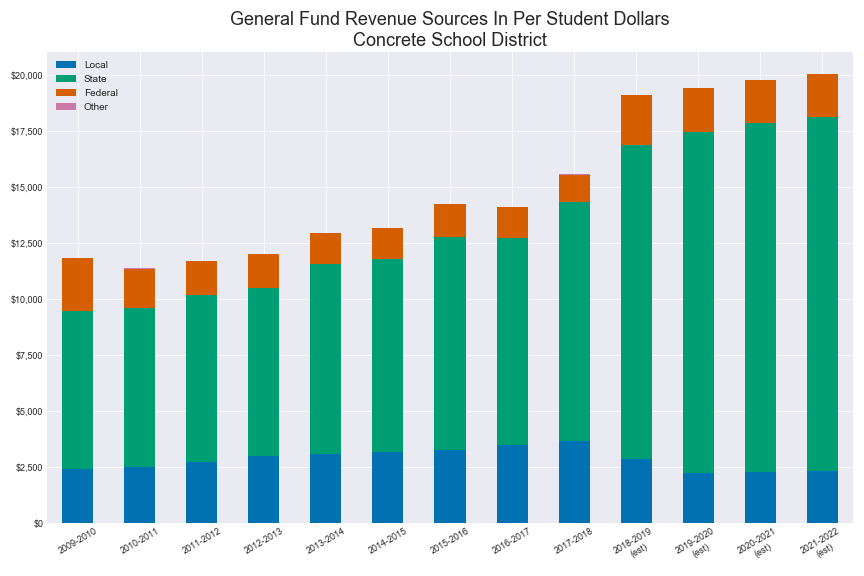 General Fund Revenue Sources In Per Student Dollars
Concrete School District
Local
State
Federal
Other
$20,000
$17,500
$15,000
$12,500
$10,000
$7,500
$5,000
$2,500
$0
2009-2010
2010-2011
2011-2012
2012-2013
2013-2014
2014-2015
2015-2016
2016-2017
2017-2018
2018-2019
(est)
2019-2020
(est)
2020-2021
(est)
2021-2022
(est)